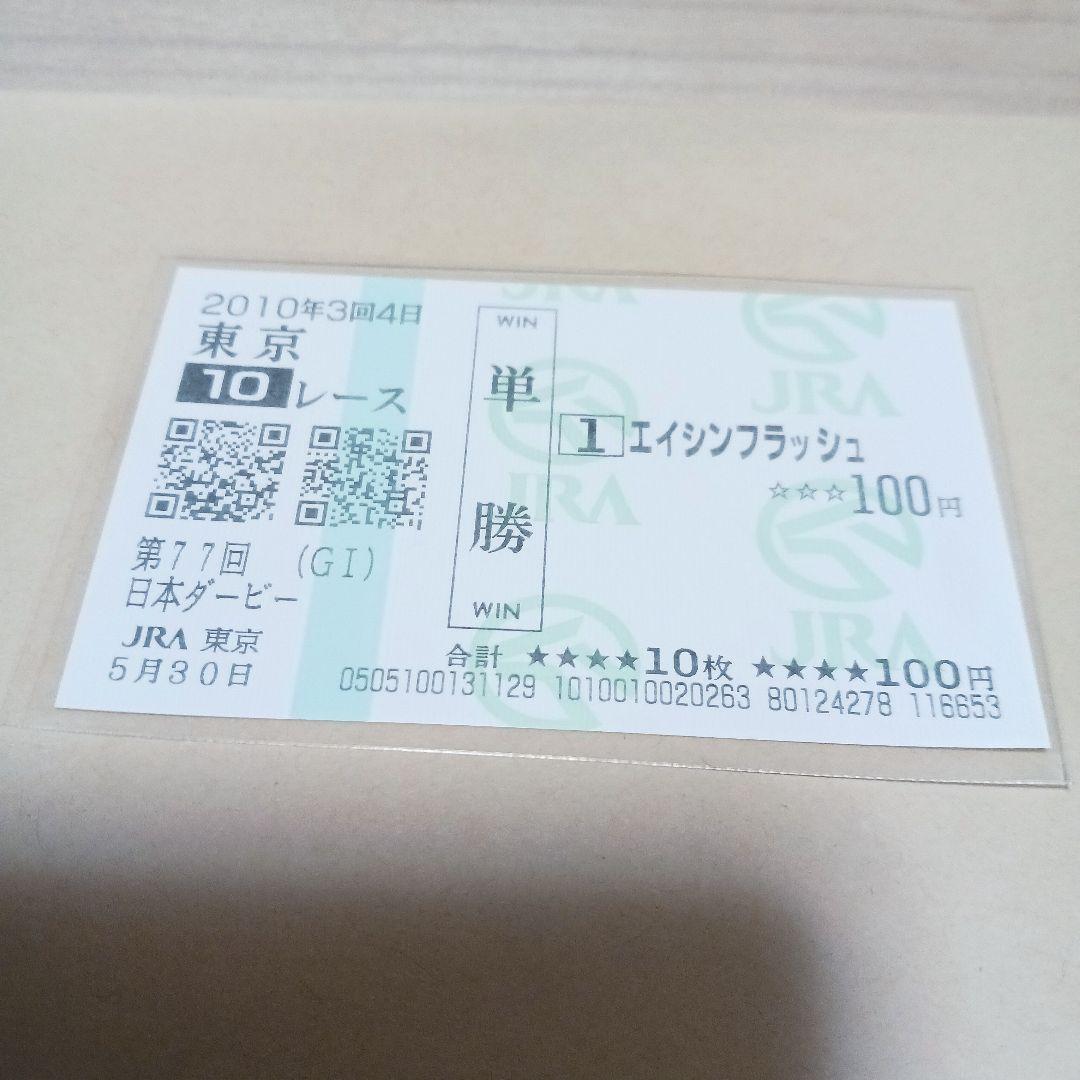 2010年3回4日
東京
10レース
第77回 (GI)
日本ダービー
JRA 東京
5月30日
WIN
単勝
WIN
1 エイシンフラッシュ
☆☆☆100円
合計 ★★★★10枚 ★★★★100円
0505100131129 1010010020263 80124278 116653
JRA
JRA
JRA
JRA